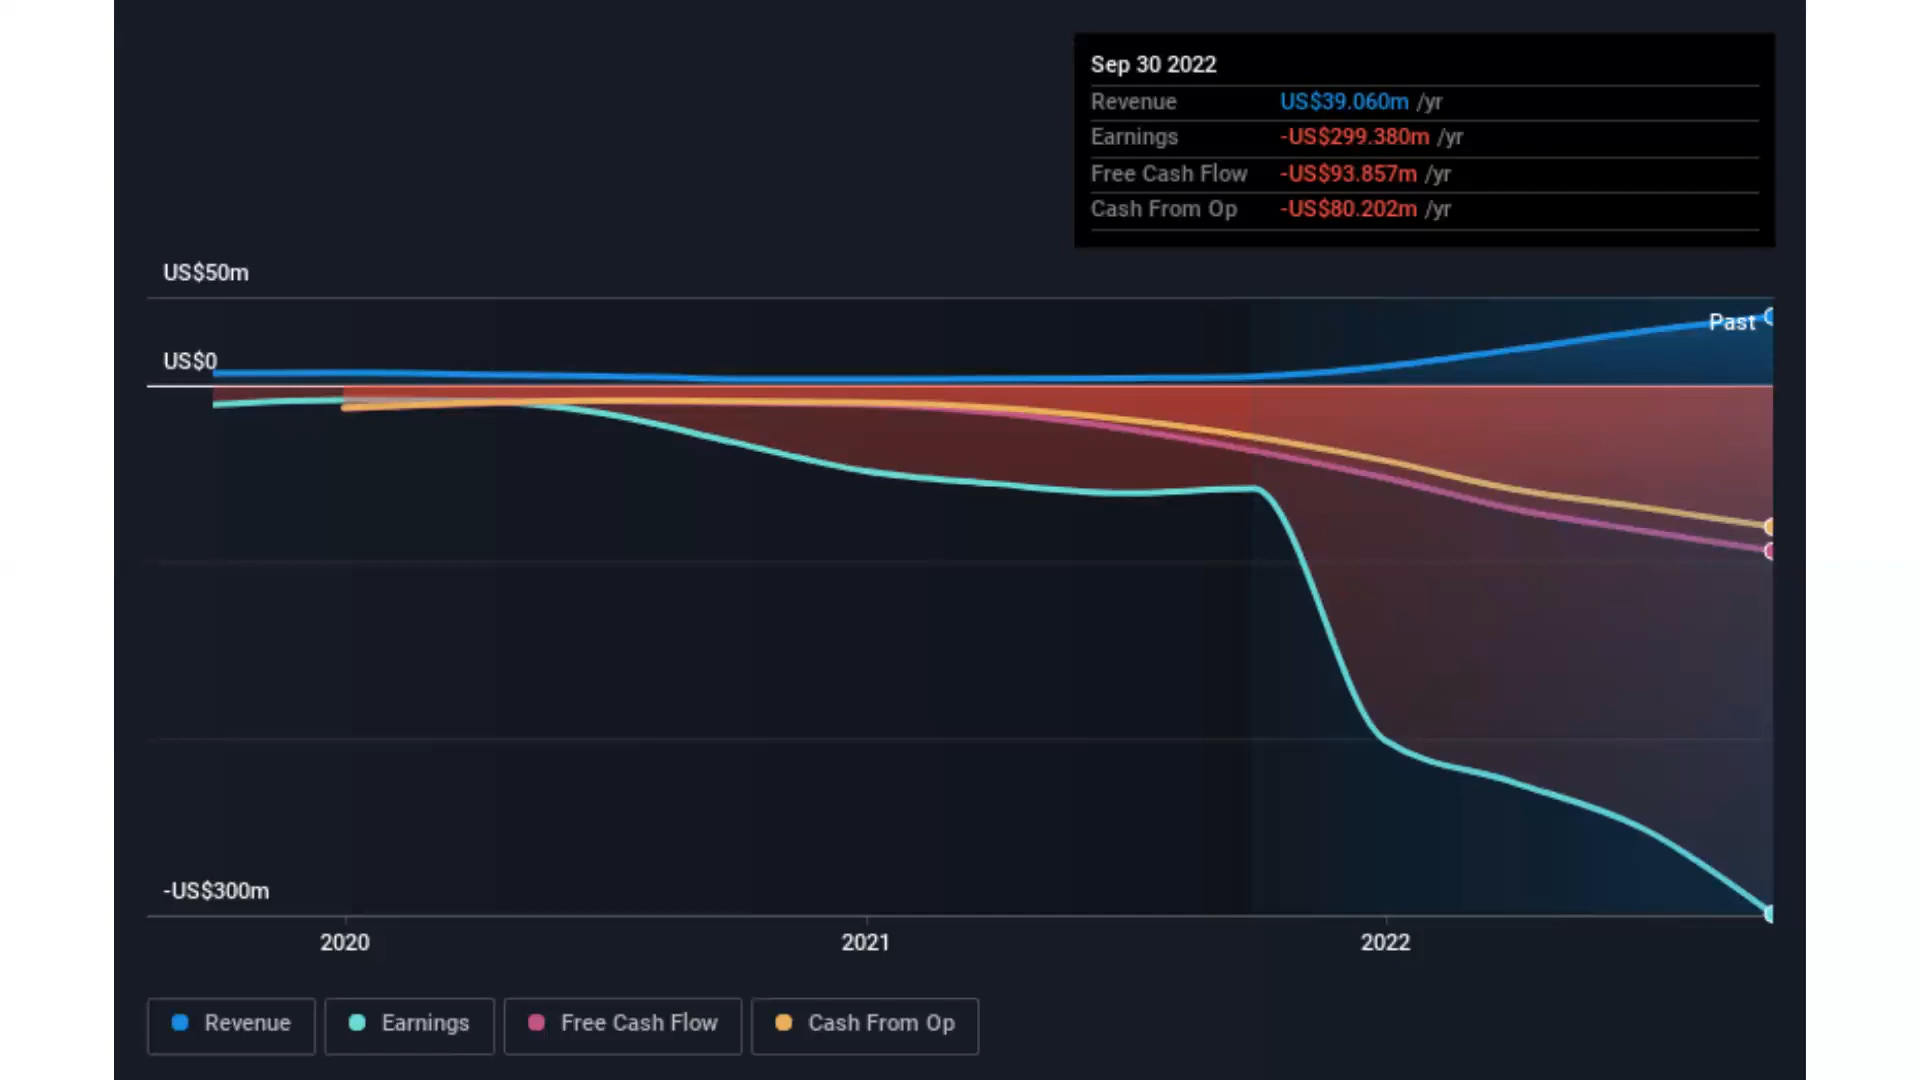 Sep 30 2022
Revenue US$39.060m /yr
Earnings -US$299.380m /yr
Free Cash Flow -US$93.857m /yr
Cash From Op -US$80.202m /yr
US$50m
Past
US$0
-US$300m
2020 2021 2022
Revenue Earnings Free Cash Flow Cash From Op